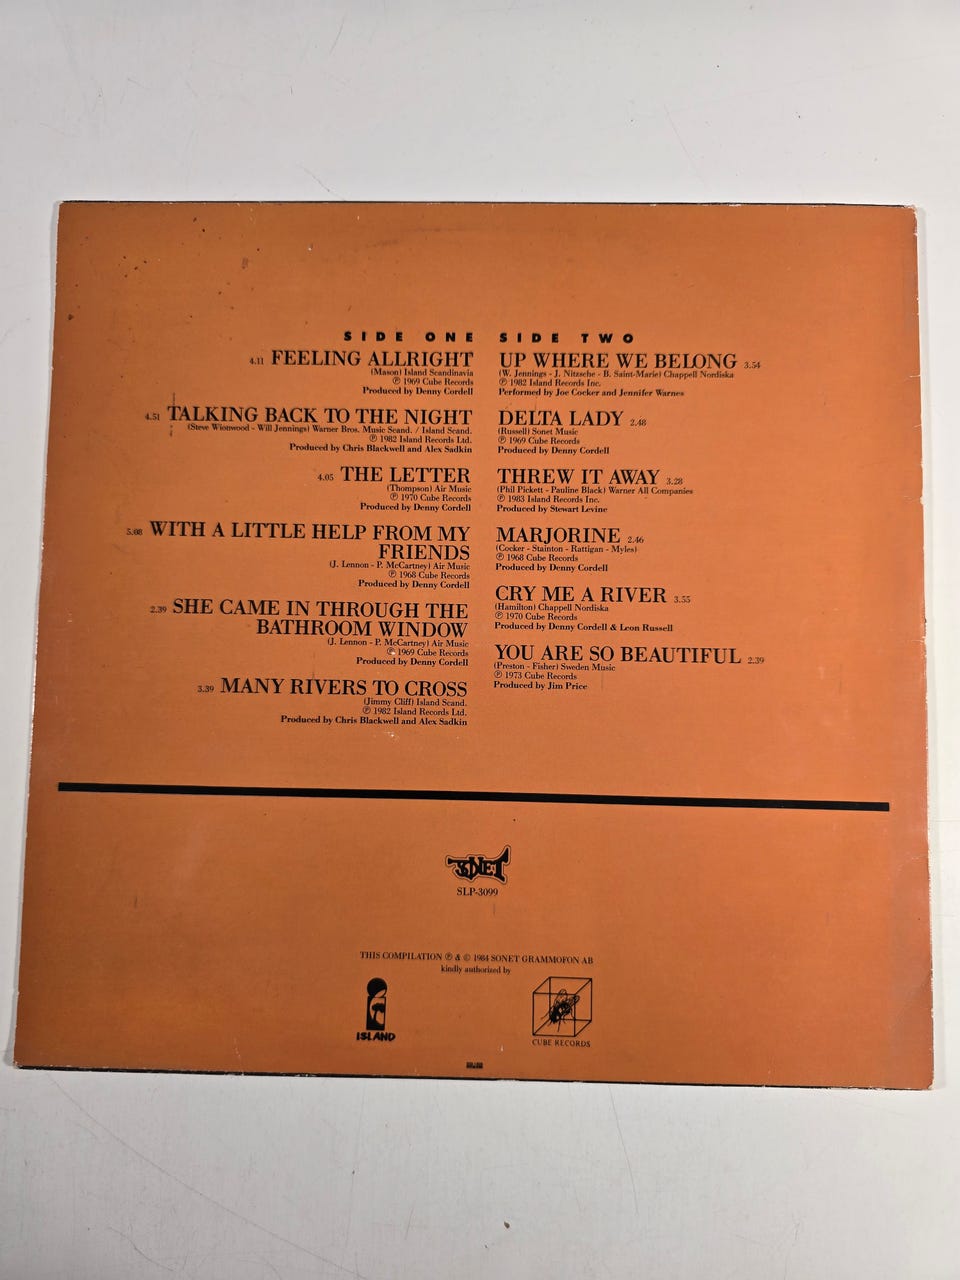 SIDE ONE
4.11 FEELING ALLRIGHT
(Mason) Island Scandinavia
℗ 1969 Cube Records
Produced by Denny Cordell
4.51 TALKING BACK TO THE NIGHT
(Steve Wionwood - Will Jennings) Warner Bros. Music Scand. / Island Scand.
℗ 1982 Island Records Ltd.
Produced by Chris Blackwell and Alex Sadkin
4.05 THE LETTER
(Thompson) Air Music
℗ 1970 Cube Records
Produced by Denny Cordell
5.08 WITH A LITTLE HELP FROM MY
FRIENDS
(J. Lennon - P. McCartney) Air Music
℗ 1968 Cube Records
Produced by Denny Cordell
2.39 SHE CAME IN THROUGH THE
BATHROOM WINDOW
(J. Lennon - P. McCartney) Air Music
℗ 1969 Cube Records
Produced by Denny Cordell
3.39 MANY RIVERS TO CROSS
(Jimmy Cliff) Island Scand.
℗ 1982 Island Records Ltd.
Produced by Chris Blackwell and Alex Sadkin
SIDE TWO
UP WHERE WE BELONG 3.54
(W. Jennings - J. Nitzsche - B. Saint-Marie) Chappell Nordiska
℗ 1982 Island Records Inc.
Performed by Joe Cocker and Jennifer Warnes
DELTA LADY 2.48
(Russell) Sonet Music
℗ 1969 Cube Records
Produced by Denny Cordell
THREW IT AWAY 3.28
(Phil Pickett - Pauline Black) Warner All Companies
℗ 1983 Island Records Inc.
Produced by Stewart Levine
MARJORINE 2.46
(Cocker - Stainton - Rattigan - Myles)
℗ 1968 Cube Records
Produced by Denny Cordell
CRY ME A RIVER 3.55
(Hamilton) Chappell Nordiska
℗ 1970 Cube Records
Produced by Denny Cordell & Leon Russell
YOU ARE SO BEAUTIFUL 2.39
(Preston - Fisher) Sweden Music
℗ 1973 Cube Records
Produced by Jim Price
SONET
SLP-3099
THIS COMPILATION ℗ & © 1984 SONET GRAMMOFON AB
kindly authorized by
ISLAND
CUBE RECORDS